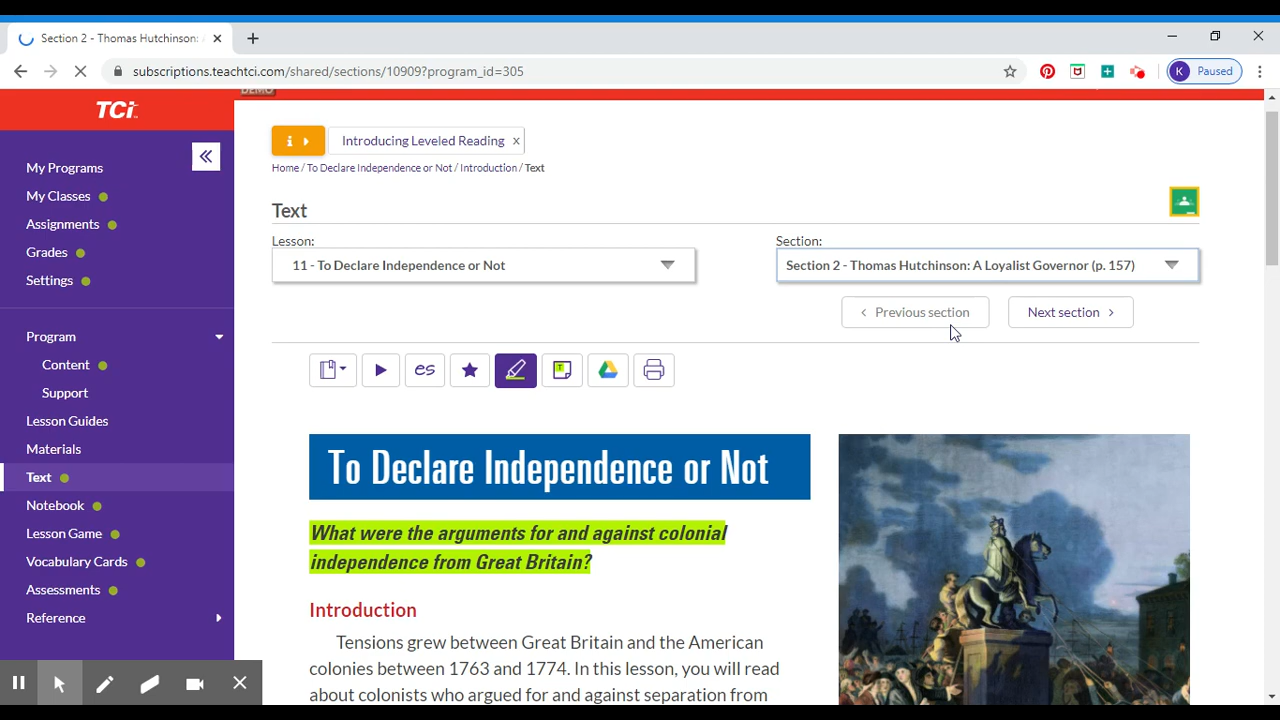 Section 2 - Thomas Hutchinson:
subscriptions.teachtci.com/shared/sections/10909?program_id=305
K Paused
DEMO
TCi
My Programs
My Classes
Assignments
Grades
Settings
Program
Content
Support
Lesson Guides
Materials
Text
Notebook
Lesson Game
Vocabulary Cards
Assessments
Reference
i
Introducing Leveled Reading x
Home / To Declare Independence or Not / Introduction / Text
Text
Lesson:
11 - To Declare Independence or Not
Section:
Section 2 - Thomas Hutchinson: A Loyalist Governor (p. 157)
< Previous section
Next section >
es
T
To Declare Independence or Not
What were the arguments for and against colonial
independence from Great Britain?
Introduction
Tensions grew between Great Britain and the American
colonies between 1763 and 1774. In this lesson, you will read
about colonists who argued for and against separation from